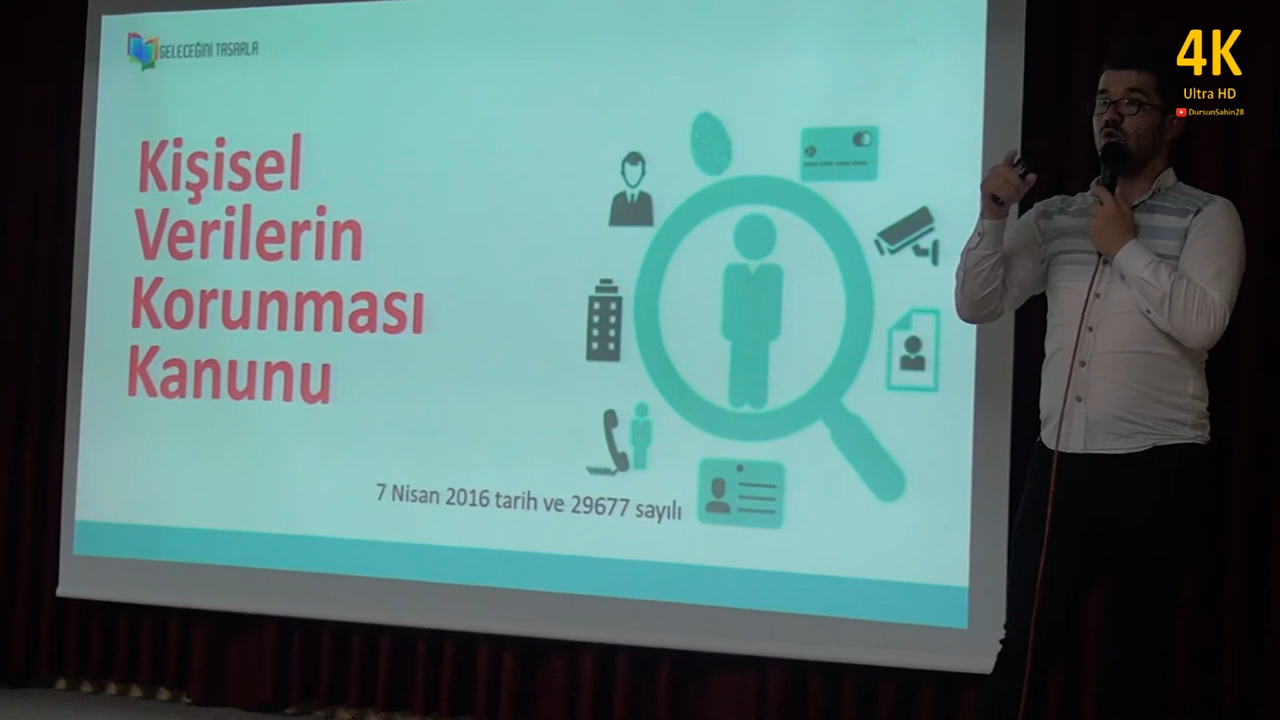 GELECEĞİNİ TASARLA
Kişisel
Verilerin
Korunması
Kanunu
7 Nisan 2016 tarih ve 29677 sayılı
4K
Ultra HD
DursunSahin28